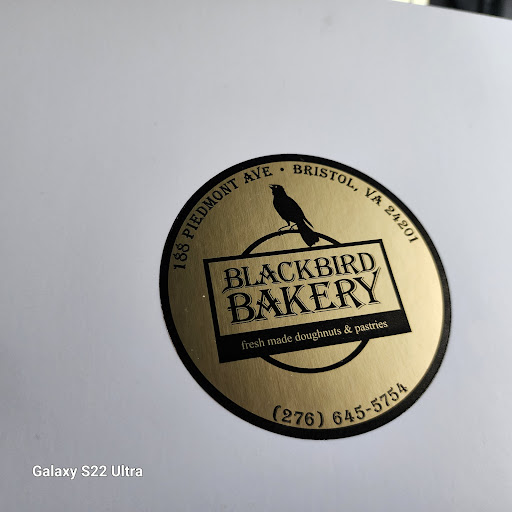 188 PIEDMONT AVE • BRISTOL, VA 24201
BLACKBIRD
BAKERY
fresh made doughnuts & pastries
(276) 645-5754
Galaxy S22 Ultra